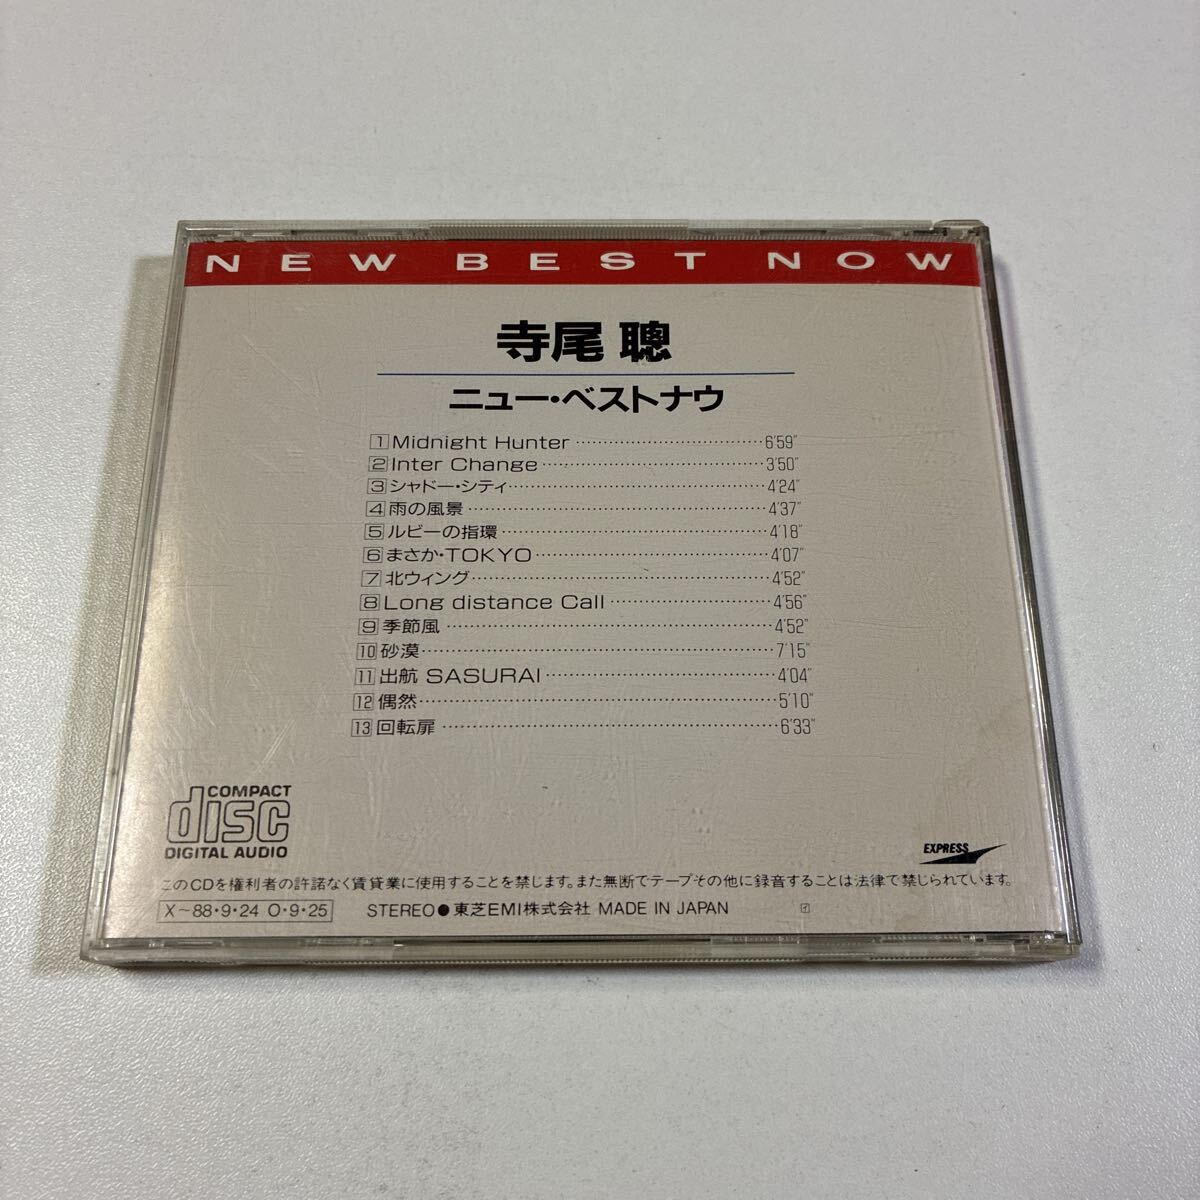 NEW BEST NOW
寺尾 聰
ニュー・ベストナウ
1 Midnight Hunter 6'59"
2 Inter Change 3'50"
3 シャドー・シティ 4'24"
4 雨の風景 4'37"
5 ルビーの指環 4'18"
6 まさか・TOKYO 4'07"
7 北ウィング 4'52"
8 Long distance Call 4'56"
9 季節風 4'52"
10 砂漠 7'15"
11 出航 SASURAI 4'04"
12 偶然 5'10"
13 回転扉 6'33"
COMPACT
disc
DIGITAL AUDIO
EXPRESS
このCDを権利者の許諾なく賃貸業に使用することを禁じます。また無断でテープその他に録音することは法律で禁じられています。
X〜88・9・24 O・9・25
STEREO●東芝EMI株式会社 MADE IN JAPAN